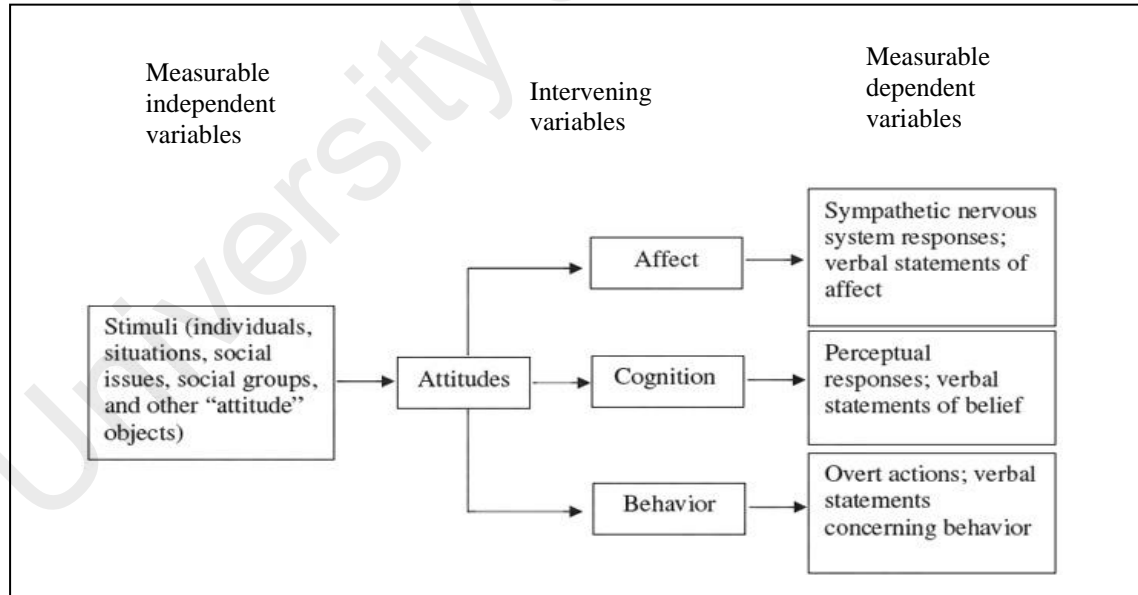 Measurable
independent
variables
Intervening
variables
Measurable
dependent
variables
Stimuli (individuals,
situations, social
issues, social groups,
and other “attitude”
objects)
Attitudes
Affect
Cognition
Behavior
Sympathetic nervous
system responses;
verbal statements of
affect
Perceptual
responses; verbal
statements of belief
Overt actions; verbal
statements
concerning behavior
University